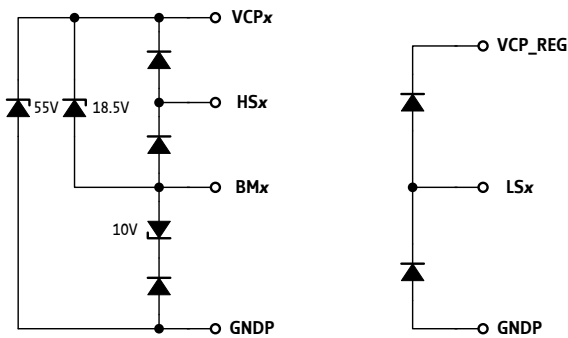 VCPx
VCP_REG
55V
18.5V
HSx
BMx
LSx
10V
GNDP
GNDP